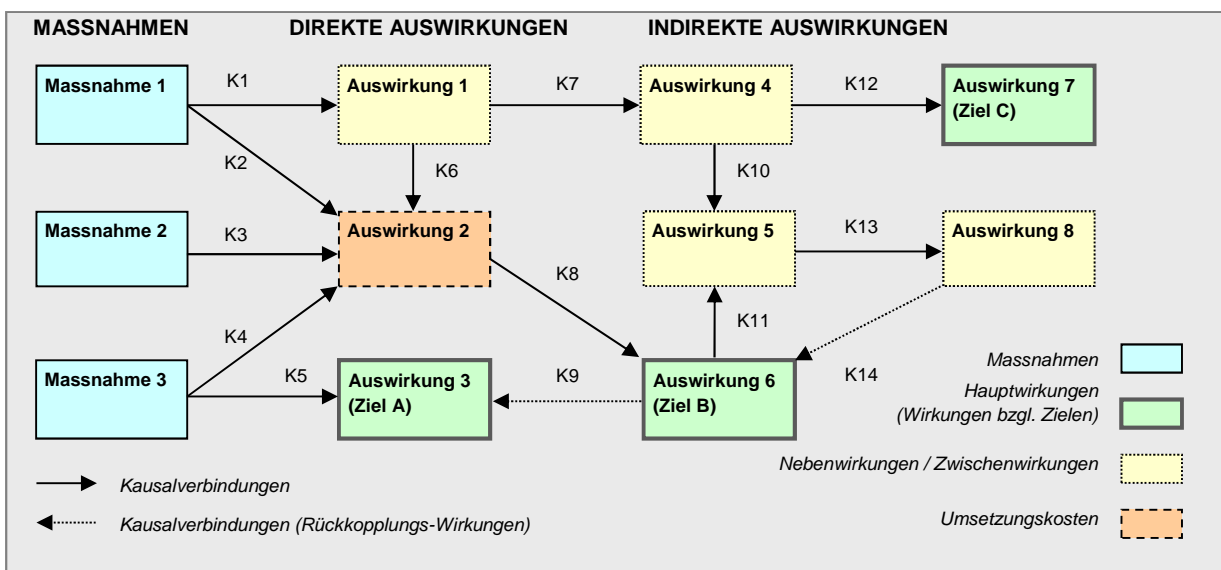 MASSNAHMEN DIREKTE AUSWIRKUNGEN INDIREKTE AUSWIRKUNGEN
Massnahme 1 K1 Auswirkung 1 K7 Auswirkung 4 K12 Auswirkung 7
(Ziel C)
K2 K6 K10
Massnahme 2 K3 Auswirkung 2 Auswirkung 5 K13 Auswirkung 8
K8
K4 K11
Massnahme 3 K5 Auswirkung 3 K9 Auswirkung 6 K14
(Ziel A) (Ziel B)
Massnahmen
Hauptwirkungen
(Wirkungen bzgl. Zielen)
Nebenwirkungen / Zwischenwirkungen
Umsetzungskosten
Kausalverbindungen
Kausalverbindungen (Rückkopplungs-Wirkungen)